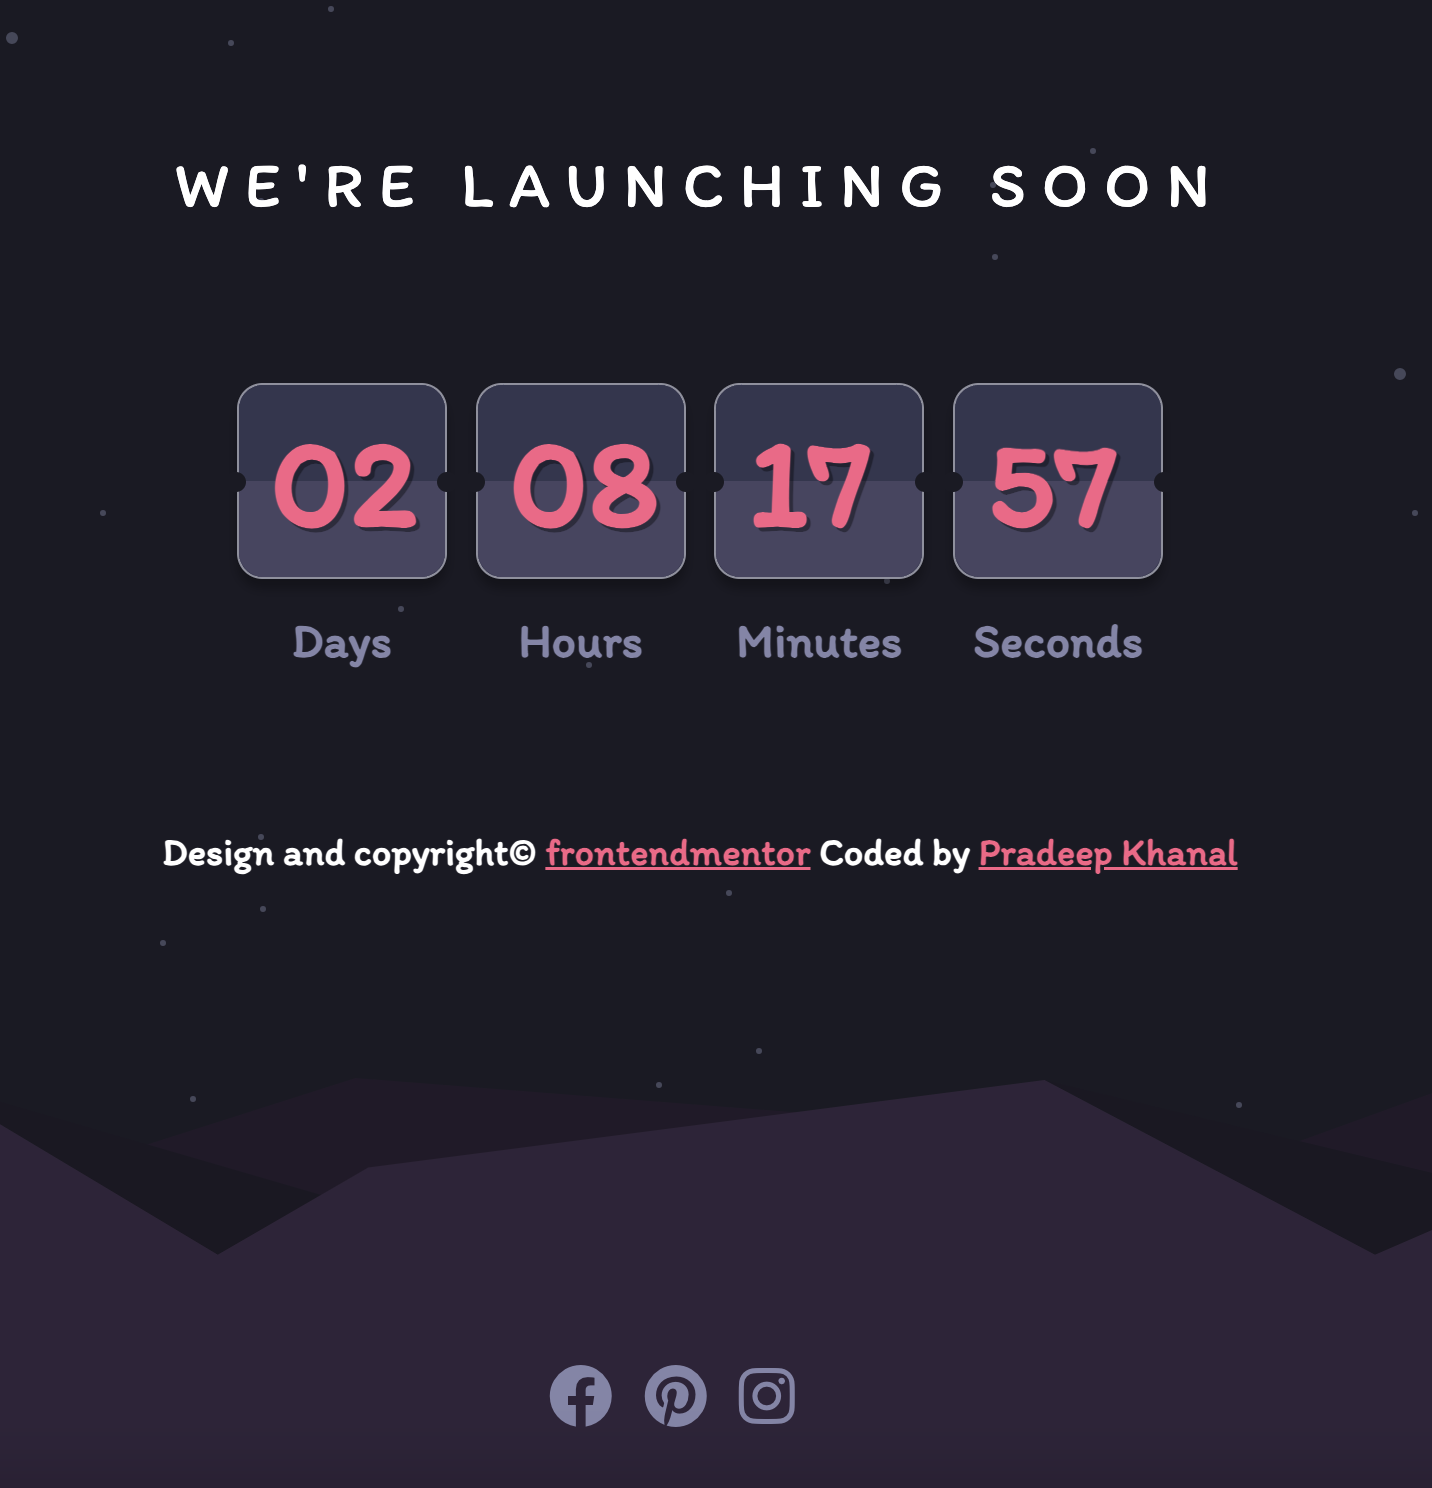 WE'RE LAUNCHING SOON
02 08 17 57
Days Hours Minutes Seconds
Design and copyright© frontendmentor Coded by Pradeep Khanal